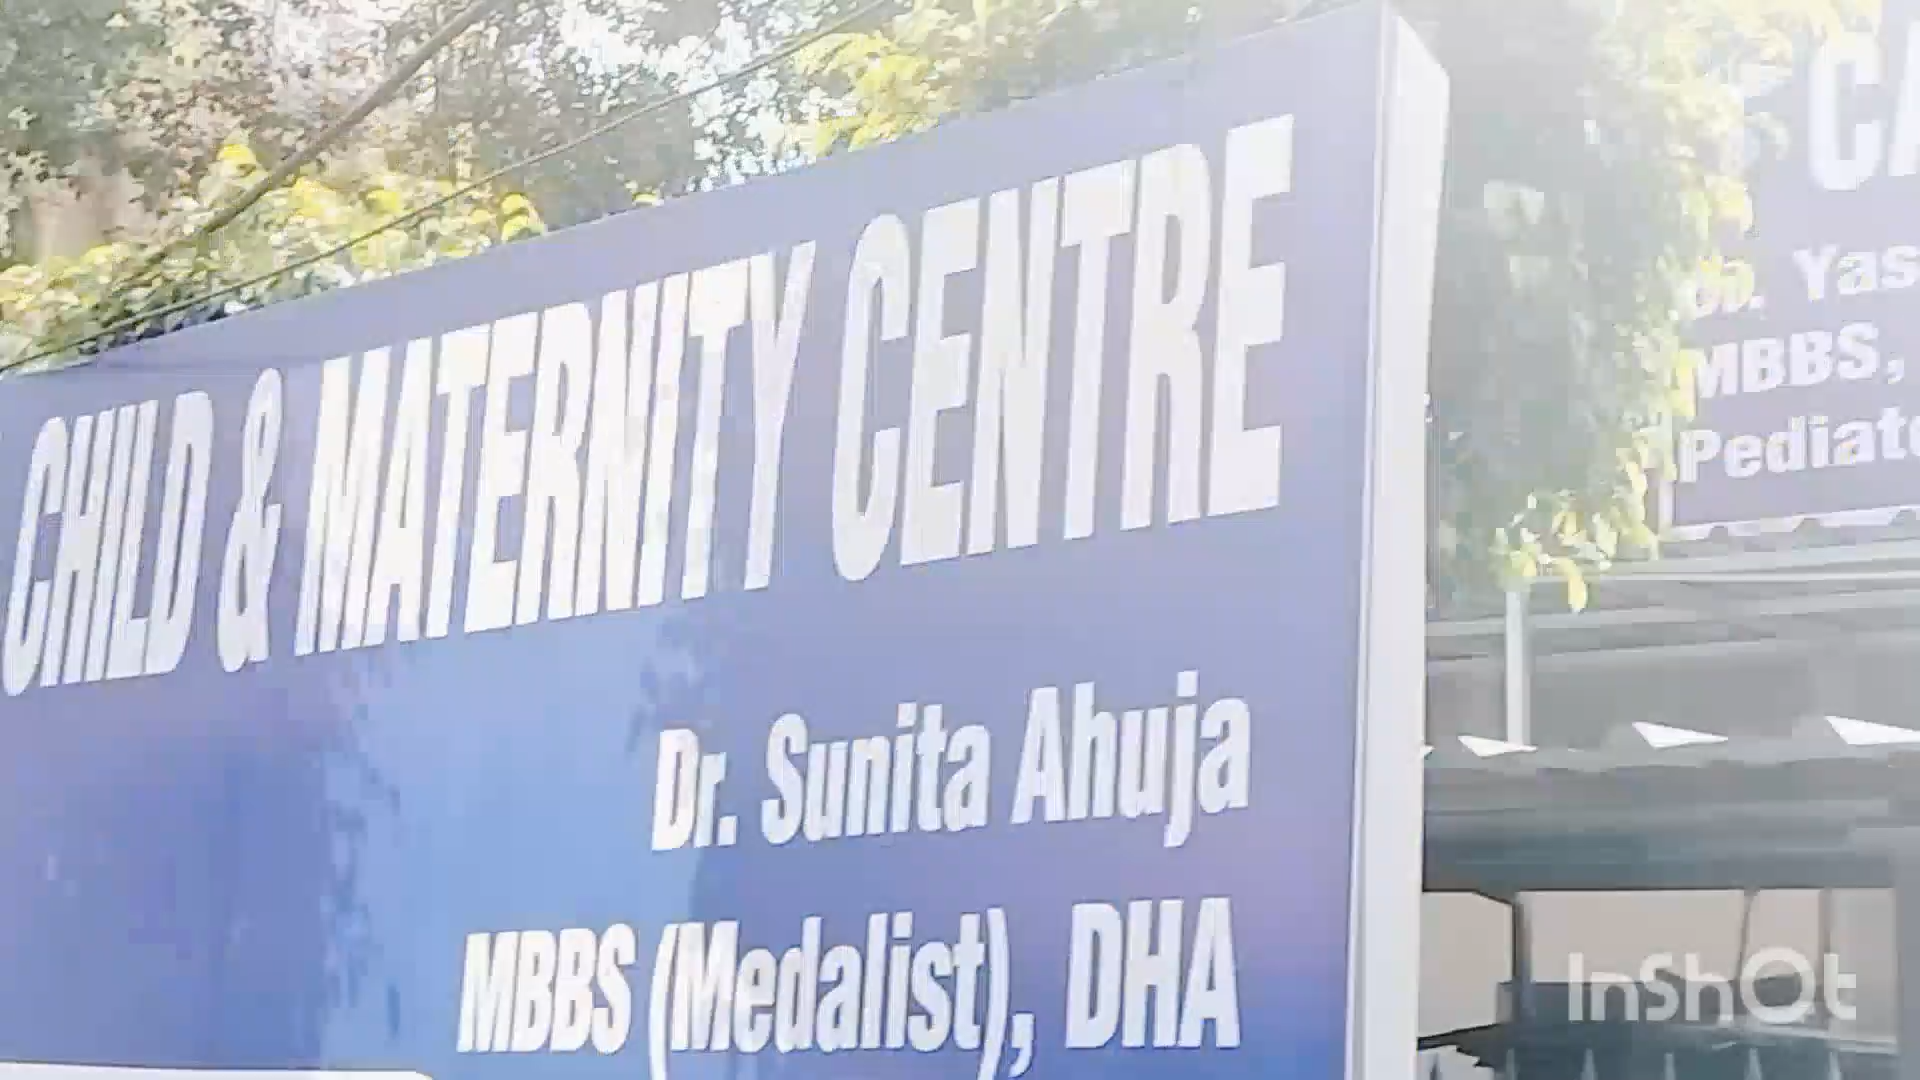 CHILD & MATERNITY CENTRE
Dr. Sunita Ahuja
MBBS (Medalist), DHA
MBBS,
InShOt